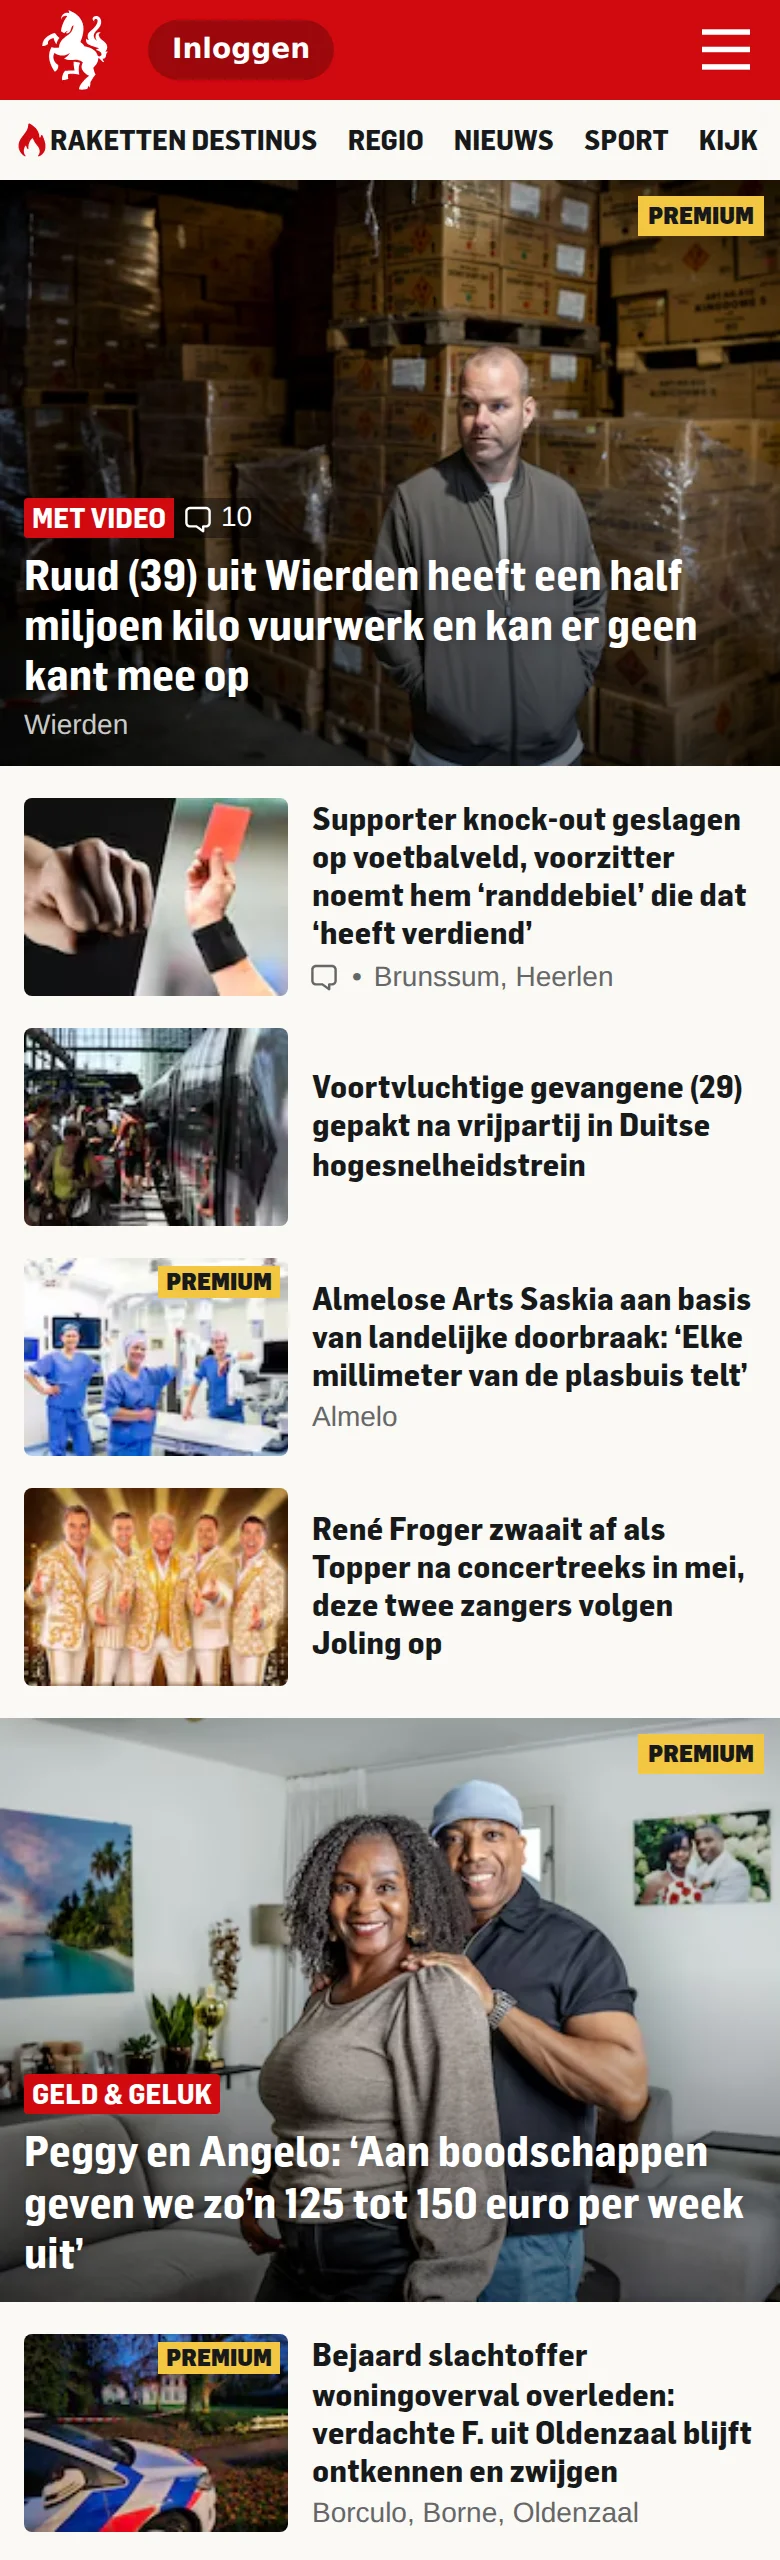 Inloggen
RAKETTEN DESTINUS REGIO NIEUWS SPORT KIJK
PREMIUM
MET VIDEO 10
Ruud (39) uit Wierden heeft een half
miljoen kilo vuurwerk en kan er geen
kant mee op
Wierden
Supporter knock-out geslagen
op voetbalveld, voorzitter
noemt hem ‘randdebiel’ die dat
‘heeft verdiend’
• Brunssum, Heerlen
Voortvluchtige gevangene (29)
gepakt na vrijpartij in Duitse
hogesnelheidstrein
PREMIUM
Almelose Arts Saskia aan basis
van landelijke doorbraak: ‘Elke
millimeter van de plasbuis telt’
Almelo
René Froger zwaait af als
Topper na concertreeks in mei,
deze twee zangers volgen
Joling op
PREMIUM
GELD & GELUK
Peggy en Angelo: ‘Aan boodschappen
geven we zo’n 125 tot 150 euro per week
uit’
PREMIUM
Bejaard slachtoffer
woningoverval overleden:
verdachte F. uit Oldenzaal blijft
ontkennen en zwijgen
Borculo, Borne, Oldenzaal